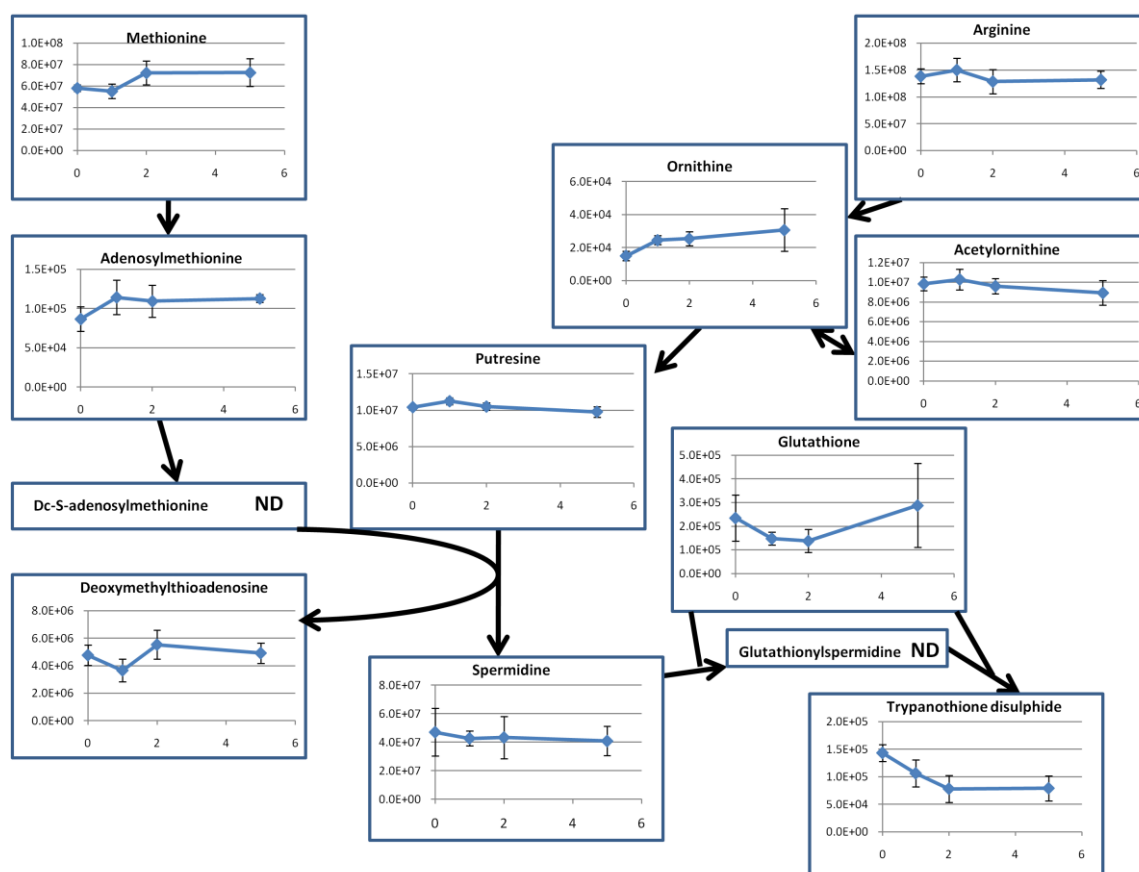 Methionine
1.0E+08
8.0E+07
6.0E+07
4.0E+07
2.0E+07
0.0E+00
0 2 4 6
Arginine
2.0E+08
1.5E+08
1.0E+08
5.0E+07
0.0E+00
0 2 4 6
Ornithine
6.0E+04
4.0E+04
2.0E+04
0.0E+00
0 2 4 6
Adenosylmethionine
1.5E+05
1.0E+05
5.0E+04
0.0E+00
0 2 4 6
Acetylornithine
1.2E+07
1.0E+07
8.0E+06
6.0E+06
4.0E+06
2.0E+06
0.0E+00
0 2 4 6
Putresine
1.5E+07
1.0E+07
5.0E+06
0.0E+00
0 2 4 6
Glutathione
5.0E+05
4.0E+05
3.0E+05
2.0E+05
1.0E+05
0.0E+00
0 2 4 6
Dc-S-adenosylmethionine ND
Deoxymethylthioadenosine
8.0E+06
6.0E+06
4.0E+06
2.0E+06
0.0E+00
0 2 4 6
Spermidine
8.0E+07
6.0E+07
4.0E+07
2.0E+07
0.0E+00
0 2 4 6
Glutathionylspermidine ND
Trypanothione disulphide
2.0E+05
1.5E+05
1.0E+05
5.0E+04
0.0E+00
0 2 4 6